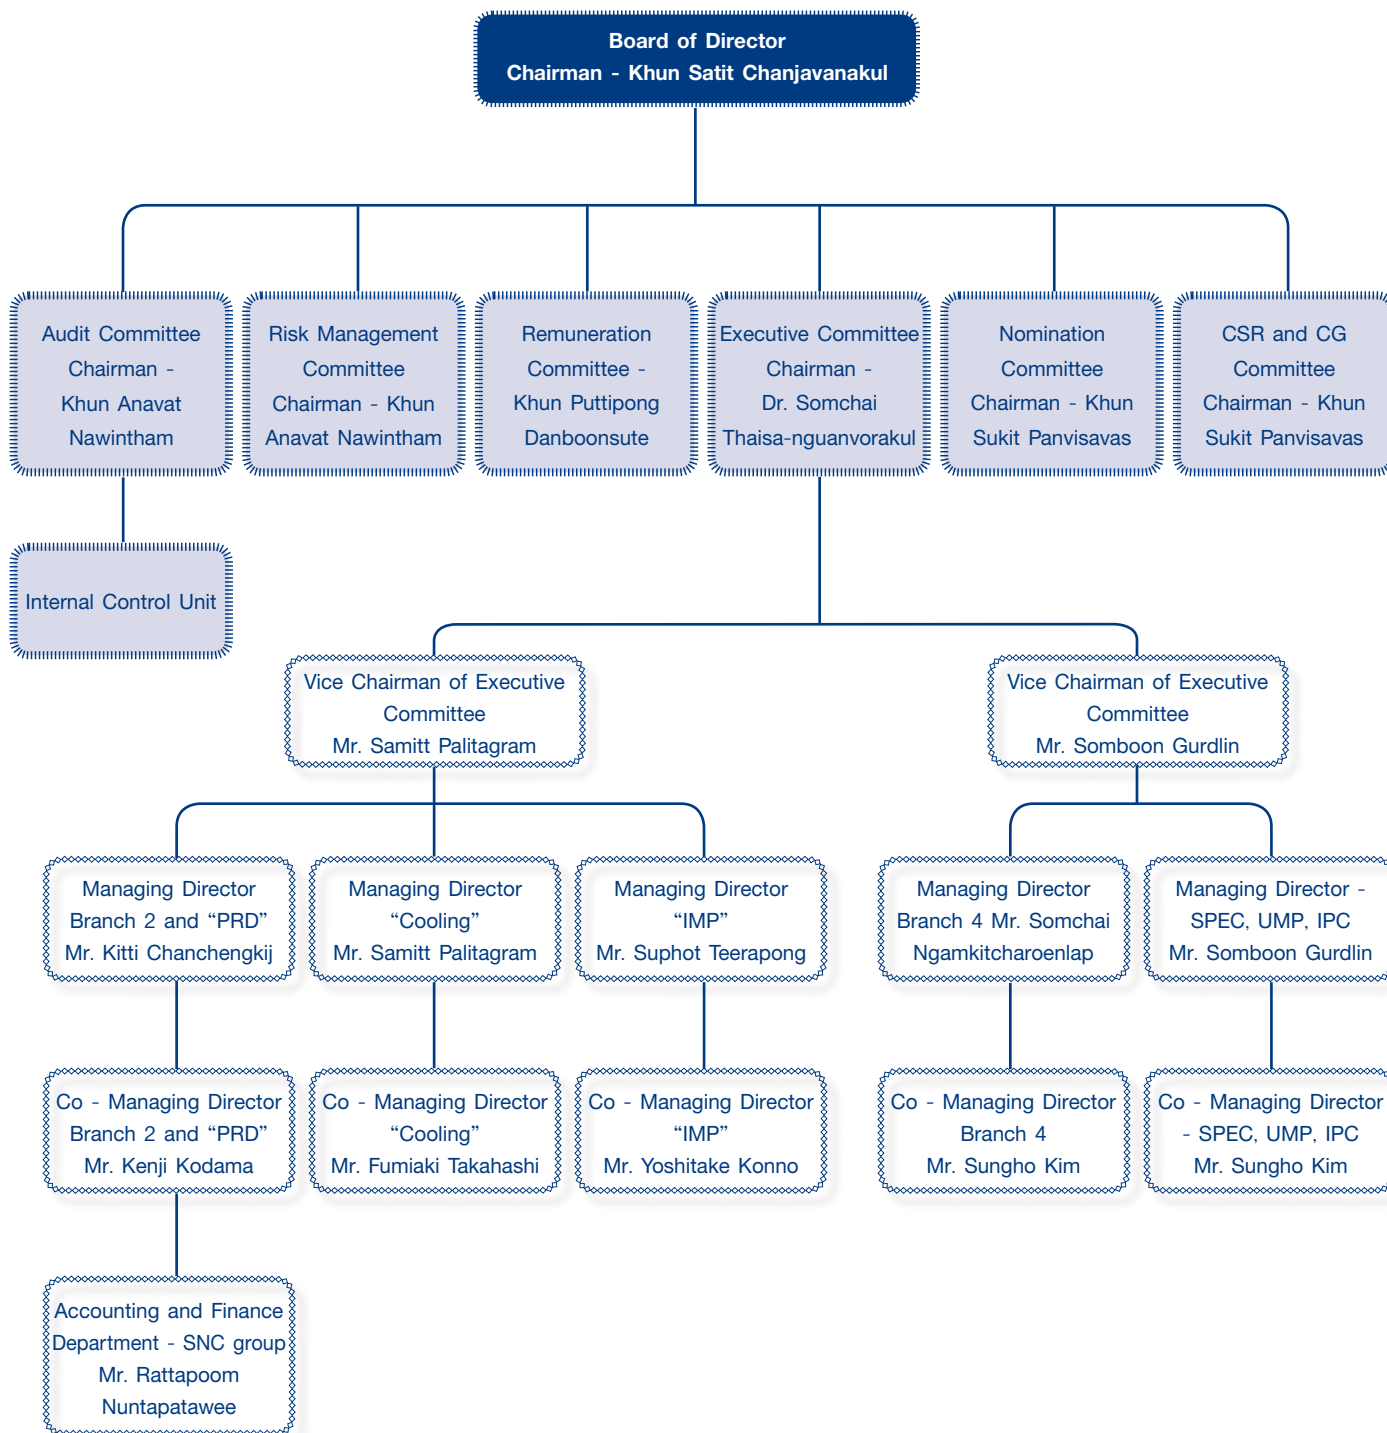 Board of Director
Chairman - Khun Satit Chanjavanakul
Audit Committee
Chairman -
Khun Anavat
Nawintham
Risk Management
Committee
Chairman - Khun
Anavat Nawintham
Remuneration
Committee -
Khun Puttipong
Danboonsute
Executive Committee
Chairman -
Dr. Somchai
Thaisa-nguanvorakul
Nomination
Committee
Chairman - Khun
Sukit Panvisavas
CSR and CG
Committee
Chairman - Khun
Sukit Panvisavas
Internal Control Unit
Vice Chairman of Executive
Committee
Mr. Samitt Palitagram
Vice Chairman of Executive
Committee
Mr. Somboon Gurdlin
Managing Director
Branch 2 and “PRD”
Mr. Kitti Chanchengkij
Managing Director
“Cooling”
Mr. Samitt Palitagram
Managing Director
“IMP”
Mr. Suphot Teerapong
Managing Director
Branch 4 Mr. Somchai
Ngamkitcharoenlap
Managing Director -
SPEC, UMP, IPC
Mr. Somboon Gurdlin
Co - Managing Director
Branch 2 and “PRD”
Mr. Kenji Kodama
Co - Managing Director
“Cooling”
Mr. Fumiaki Takahashi
Co - Managing Director
“IMP”
Mr. Yoshitake Konno
Co - Managing Director
Branch 4
Mr. Sungho Kim
Co - Managing Director
- SPEC, UMP, IPC
Mr. Sungho Kim
Accounting and Finance
Department - SNC group
Mr. Rattapoom
Nuntapatawee